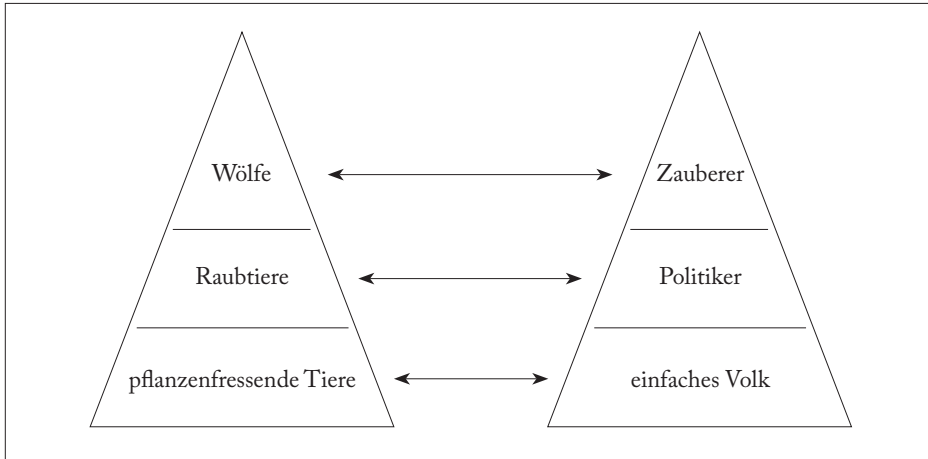 Wölfe
Zauberer
Raubtiere
Politiker
pflanzenfressende Tiere
einfaches Volk